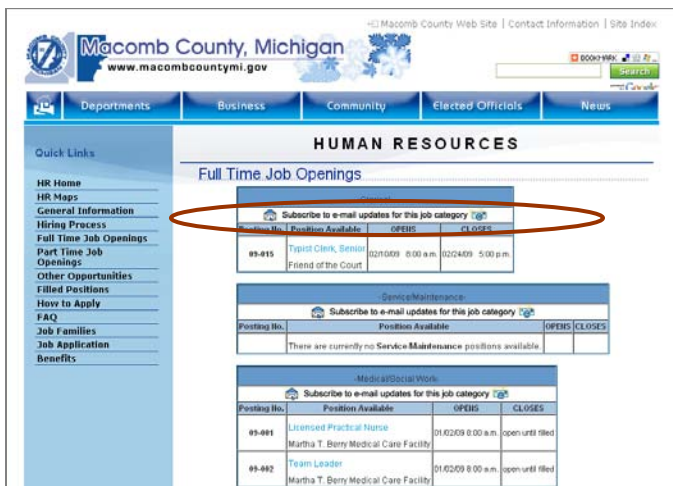 Macomb County Web Site | Contact Information | Site Index
Macomb County, Michigan
www.macombcountymi.gov
BOOKMARK
Search
Google
Departments Business Community Elected Officials News
Quick Links
HR Home
HR Maps
General Information
Hiring Process
Full Time Job Openings
Part Time Job
Openings
Other Opportunities
Filled Positions
How to Apply
FAQ
Job Families
Job Application
Benefits
HUMAN RESOURCES
Full Time Job Openings
Subscribe to e-mail updates for this job category
Posting No. Position Available OPENS CLOSES
09-015 Typist Clerk, Senior 02/10/09 8:00 a.m. 02/24/09 5:00 p.m.
Friend of the Court
-Service/Maintenance-
Subscribe to e-mail updates for this job category
Posting No. Position Available OPENS CLOSES
There are currently no Service-Maintenance positions available.
-Medical/Social Work-
Subscribe to e-mail updates for this job category
Posting No. Position Available OPENS CLOSES
09-001 Licensed Practical Nurse 01/02/09 8:00 a.m. open until filled
Martha T. Berry Medical Care Facility
09-002 Team Leader 01/02/09 8:00 a.m. open until filled
Martha T. Berry Medical Care Facility